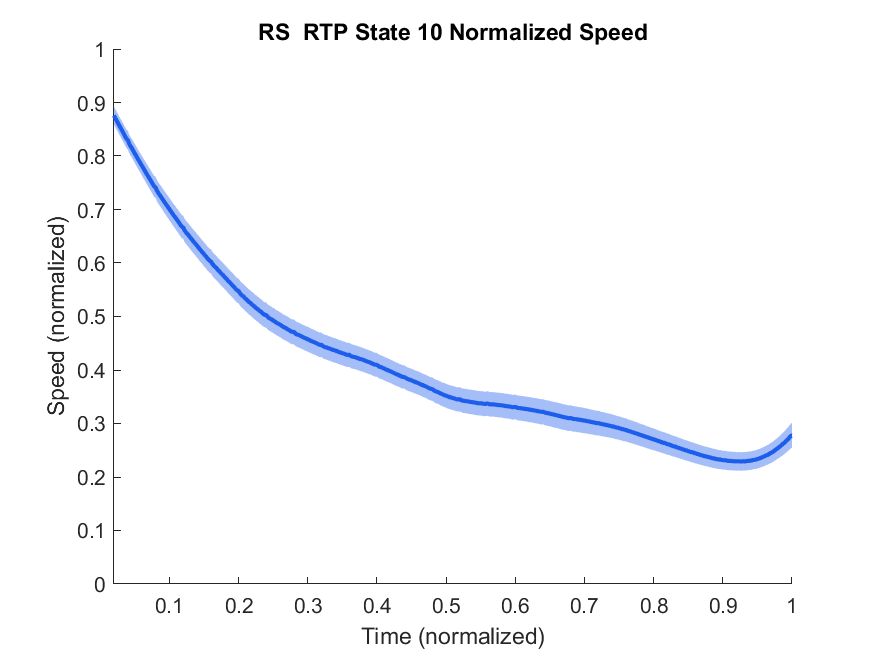 RS  RTP State 10 Normalized Speed
1
0.9
0.8
0.7
0.6
0.5
0.4
0.3
0.2
0.1
0
Speed (normalized)
0.1 0.2 0.3 0.4 0.5 0.6 0.7 0.8 0.9 1
Time (normalized)